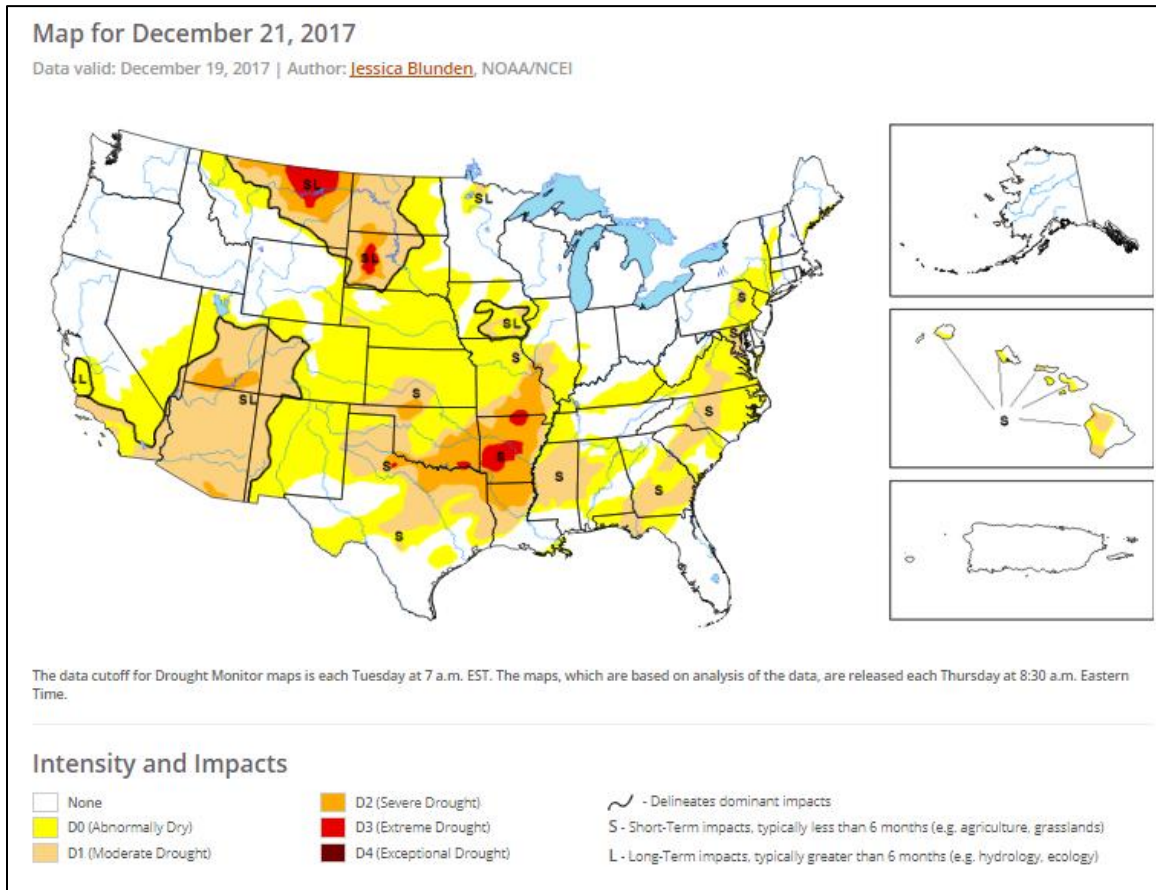 Map for December 21, 2017
Data valid: December 19, 2017 | Author: Jessica Blunden, NOAA/NCEI
SL
SL
SL
SL
S
S
L
SL
S
S
S
S
S
S
S
S
S
S
The data cutoff for Drought Monitor maps is each Tuesday at 7 a.m. EST. The maps, which are based on analysis of the data, are released each Thursday at 8:30 a.m. Eastern
Time.
Intensity and Impacts
None
D0 (Abnormally Dry)
D1 (Moderate Drought)
D2 (Severe Drought)
D3 (Extreme Drought)
D4 (Exceptional Drought)
- Delineates dominant impacts
S - Short-Term impacts, typically less than 6 months (e.g. agriculture, grasslands)
L - Long-Term impacts, typically greater than 6 months (e.g. hydrology, ecology)